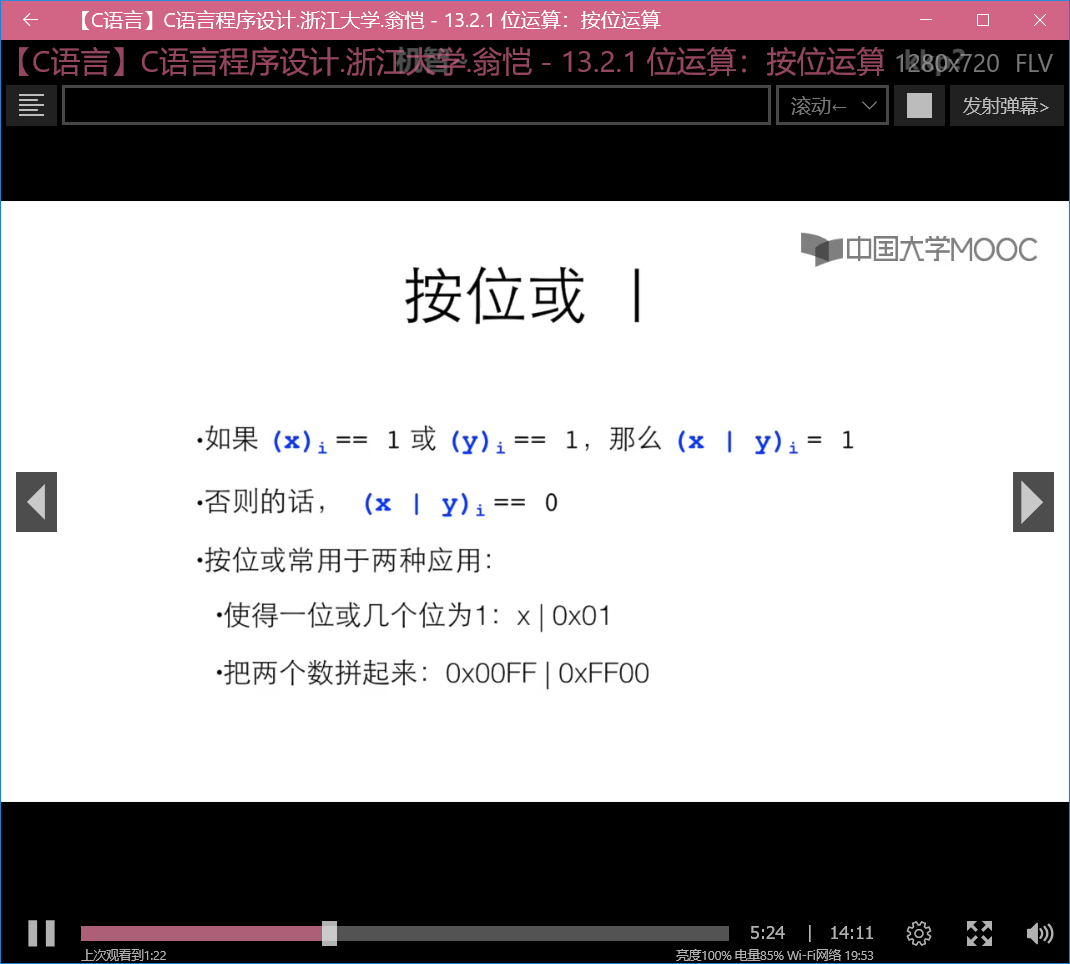 【C语言】C语言程序设计.浙江大学.翁恺 - 13.2.1 位运算：按位运算
【C语言】C语言程序设计.浙江大学.翁恺 - 13.2.1 位运算：按位运算 1280x720 FLV
滚动← 发射弹幕>
中国大学MOOC
按位或 |
•如果 (x)i == 1 或 (y)i == 1，那么 (x | y)i = 1
•否则的话， (x | y)i == 0
•按位或常用于两种应用：
•使得一位或几个位为1：x | 0x01
•把两个数拼起来：0x00FF | 0xFF00
5:24 | 14:11
上次观看到1:22 亮度100% 电量85% Wi-Fi网络 19:53